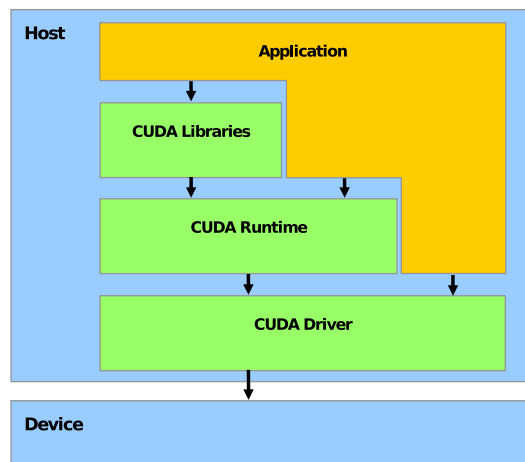 Host
Application
CUDA Libraries
CUDA Runtime
CUDA Driver
Device